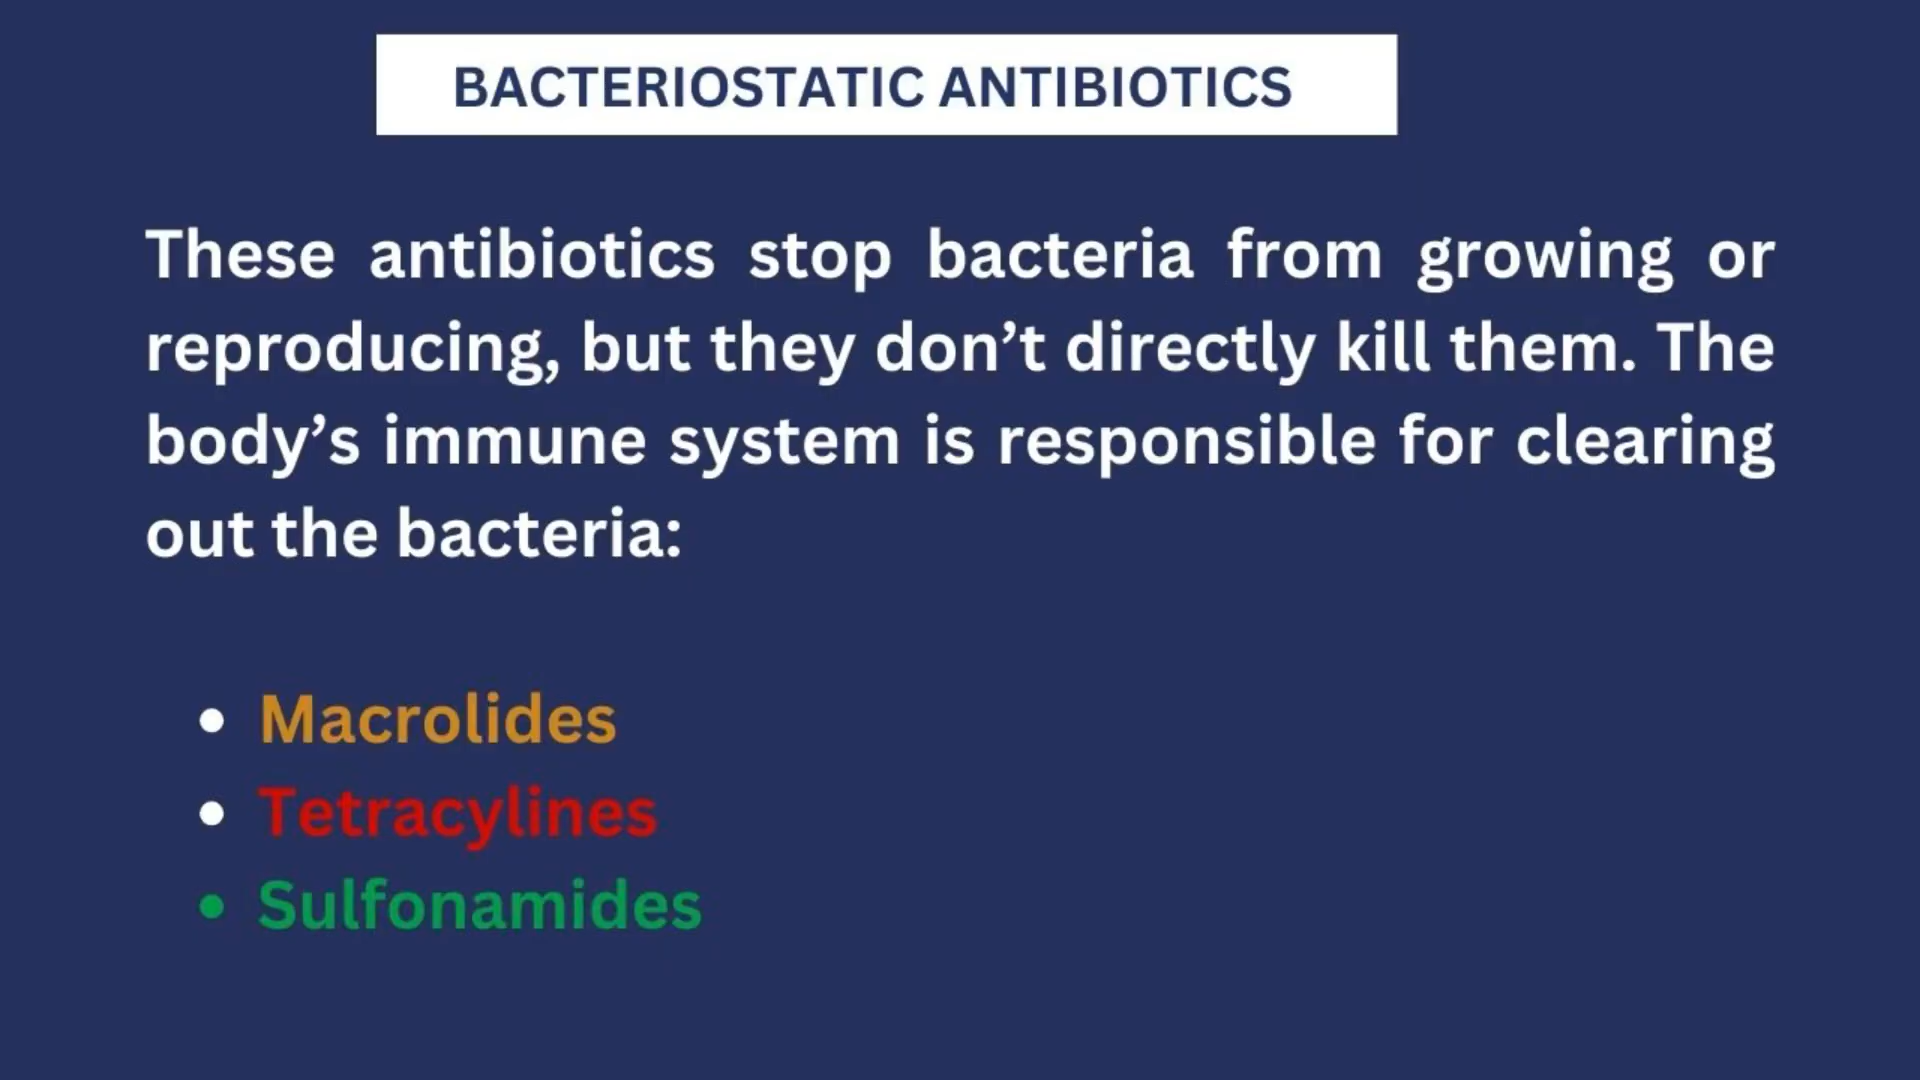 BACTERIOSTATIC ANTIBIOTICS
These antibiotics stop bacteria from growing or
reproducing, but they don’t directly kill them. The
body’s immune system is responsible for clearing
out the bacteria:
• Macrolides
• Tetracylines
• Sulfonamides